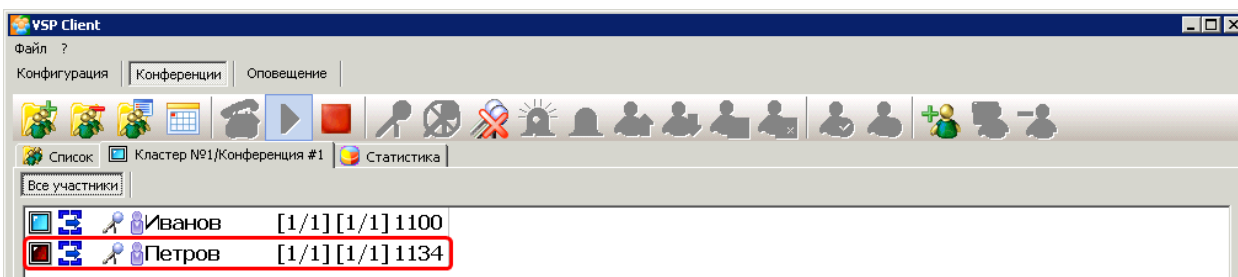 VSP Client
Файл ?
Конфигурация Конференции Оповещение
Список Кластер №1/Конференция #1 Статистика
Все участники
Иванов [1/1] [1/1] 1100
Петров [1/1] [1/1] 1134